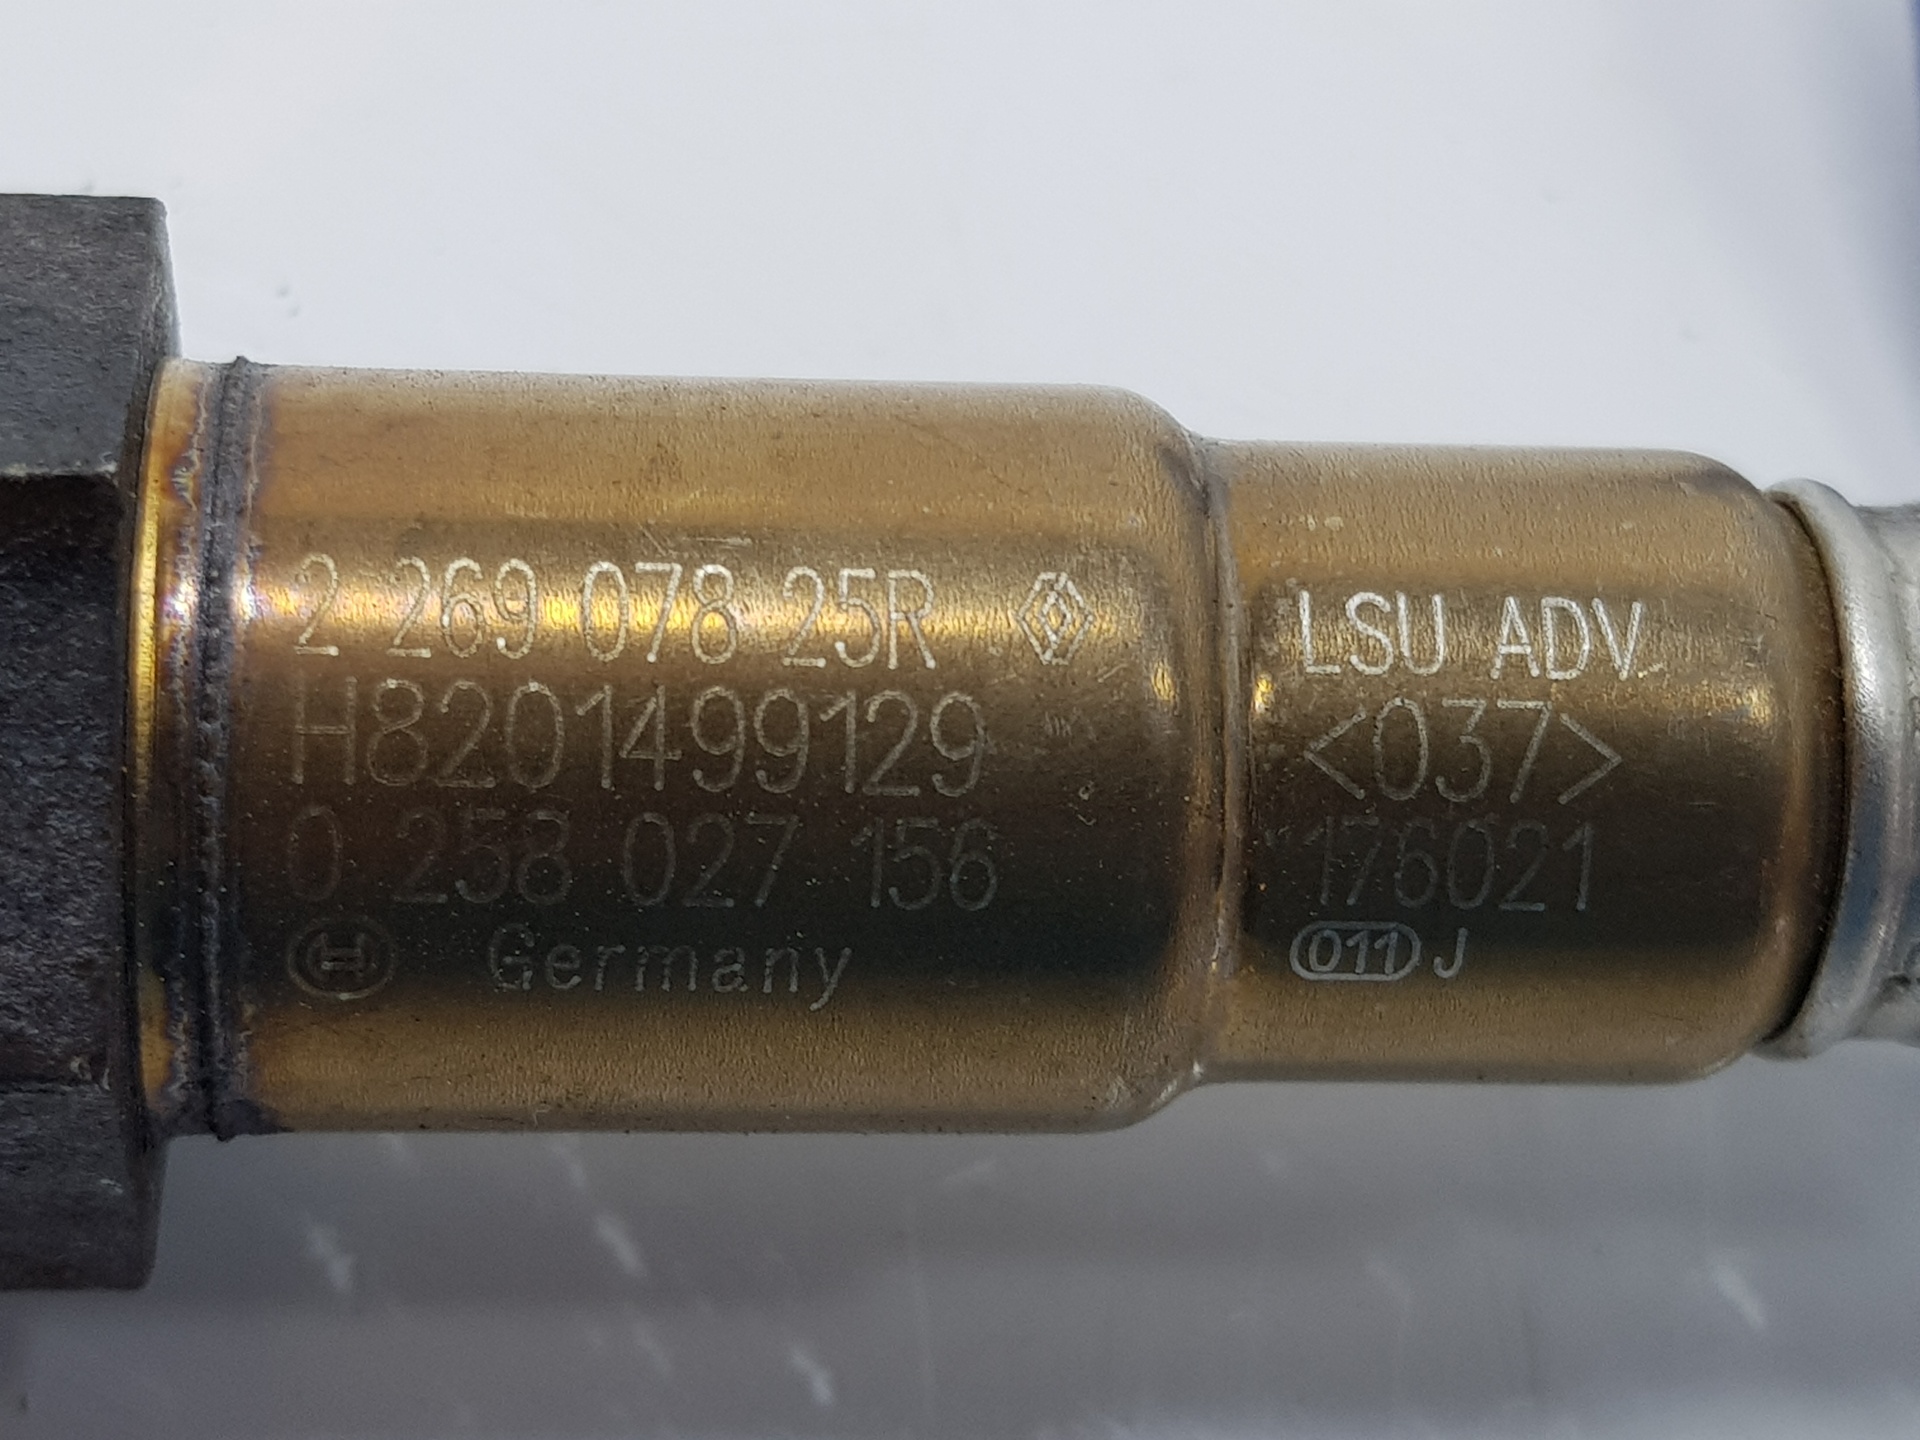 2 269 078 25R
H8201499129
0 258 027 156
Germany
LSU ADV
<037>
176021
011 J